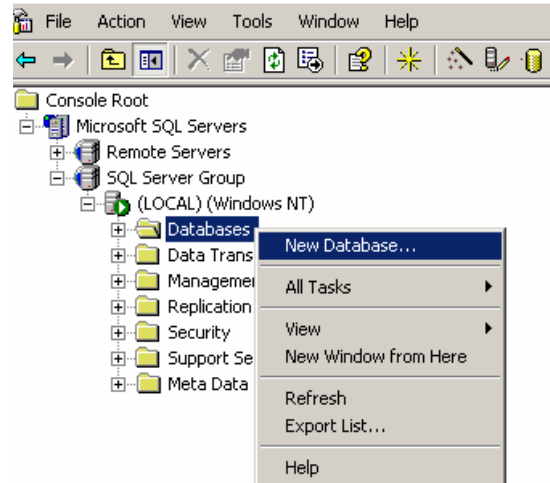 File Action View Tools Window Help
Console Root
Microsoft SQL Servers
Remote Servers
SQL Server Group
(LOCAL) (Windows NT)
Databases
New Database...
Data Trans
All Tasks
Managemer
Replication
View
Security
New Window from Here
Support Se
Meta Data
Refresh
Export List...
Help